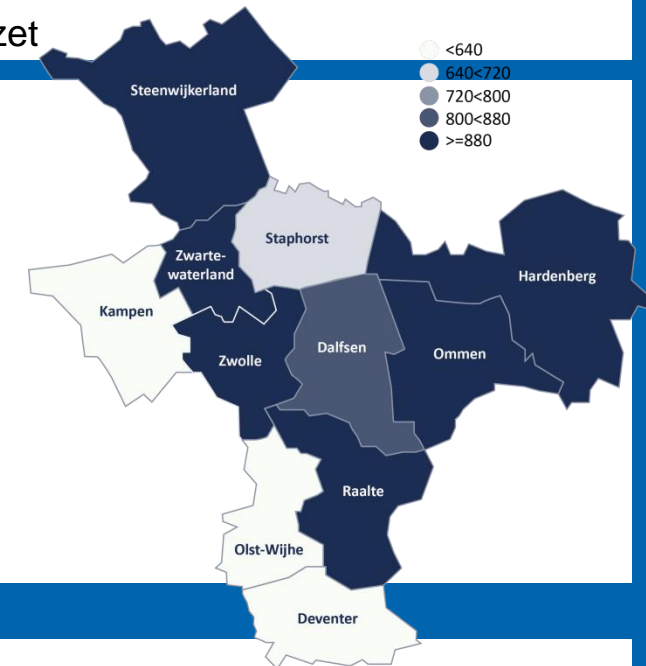 zet
<640
640<720
720<800
800<880
>=880
Steenwijkerland
Staphorst
Zwarte-
waterland
Hardenberg
Kampen
Dalfsen
Ommen
Zwolle
Raalte
Olst-Wijhe
Deventer